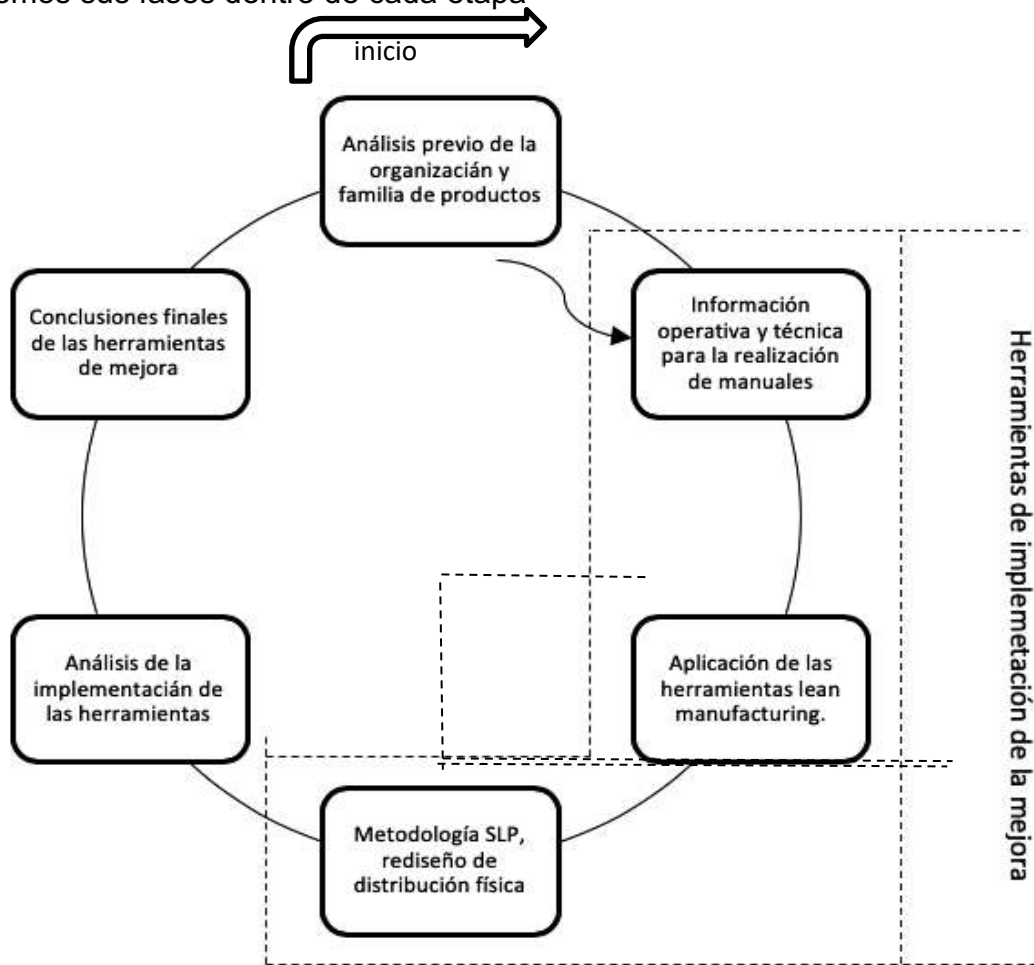 emos sus fases dentro de cada etapa
inicio
Análisis previo de la
organizacián y
familia de productos
Información
operativa y técnica
para la realización
de manuales
Aplicación de las
herramientas lean
manufacturing.
Metodología SLP,
rediseño de
distribución física
Análisis de la
implementacián de
las herramientas
Conclusiones finales
de las herramientas
de mejora
Herramientas de implemetación de la mejora